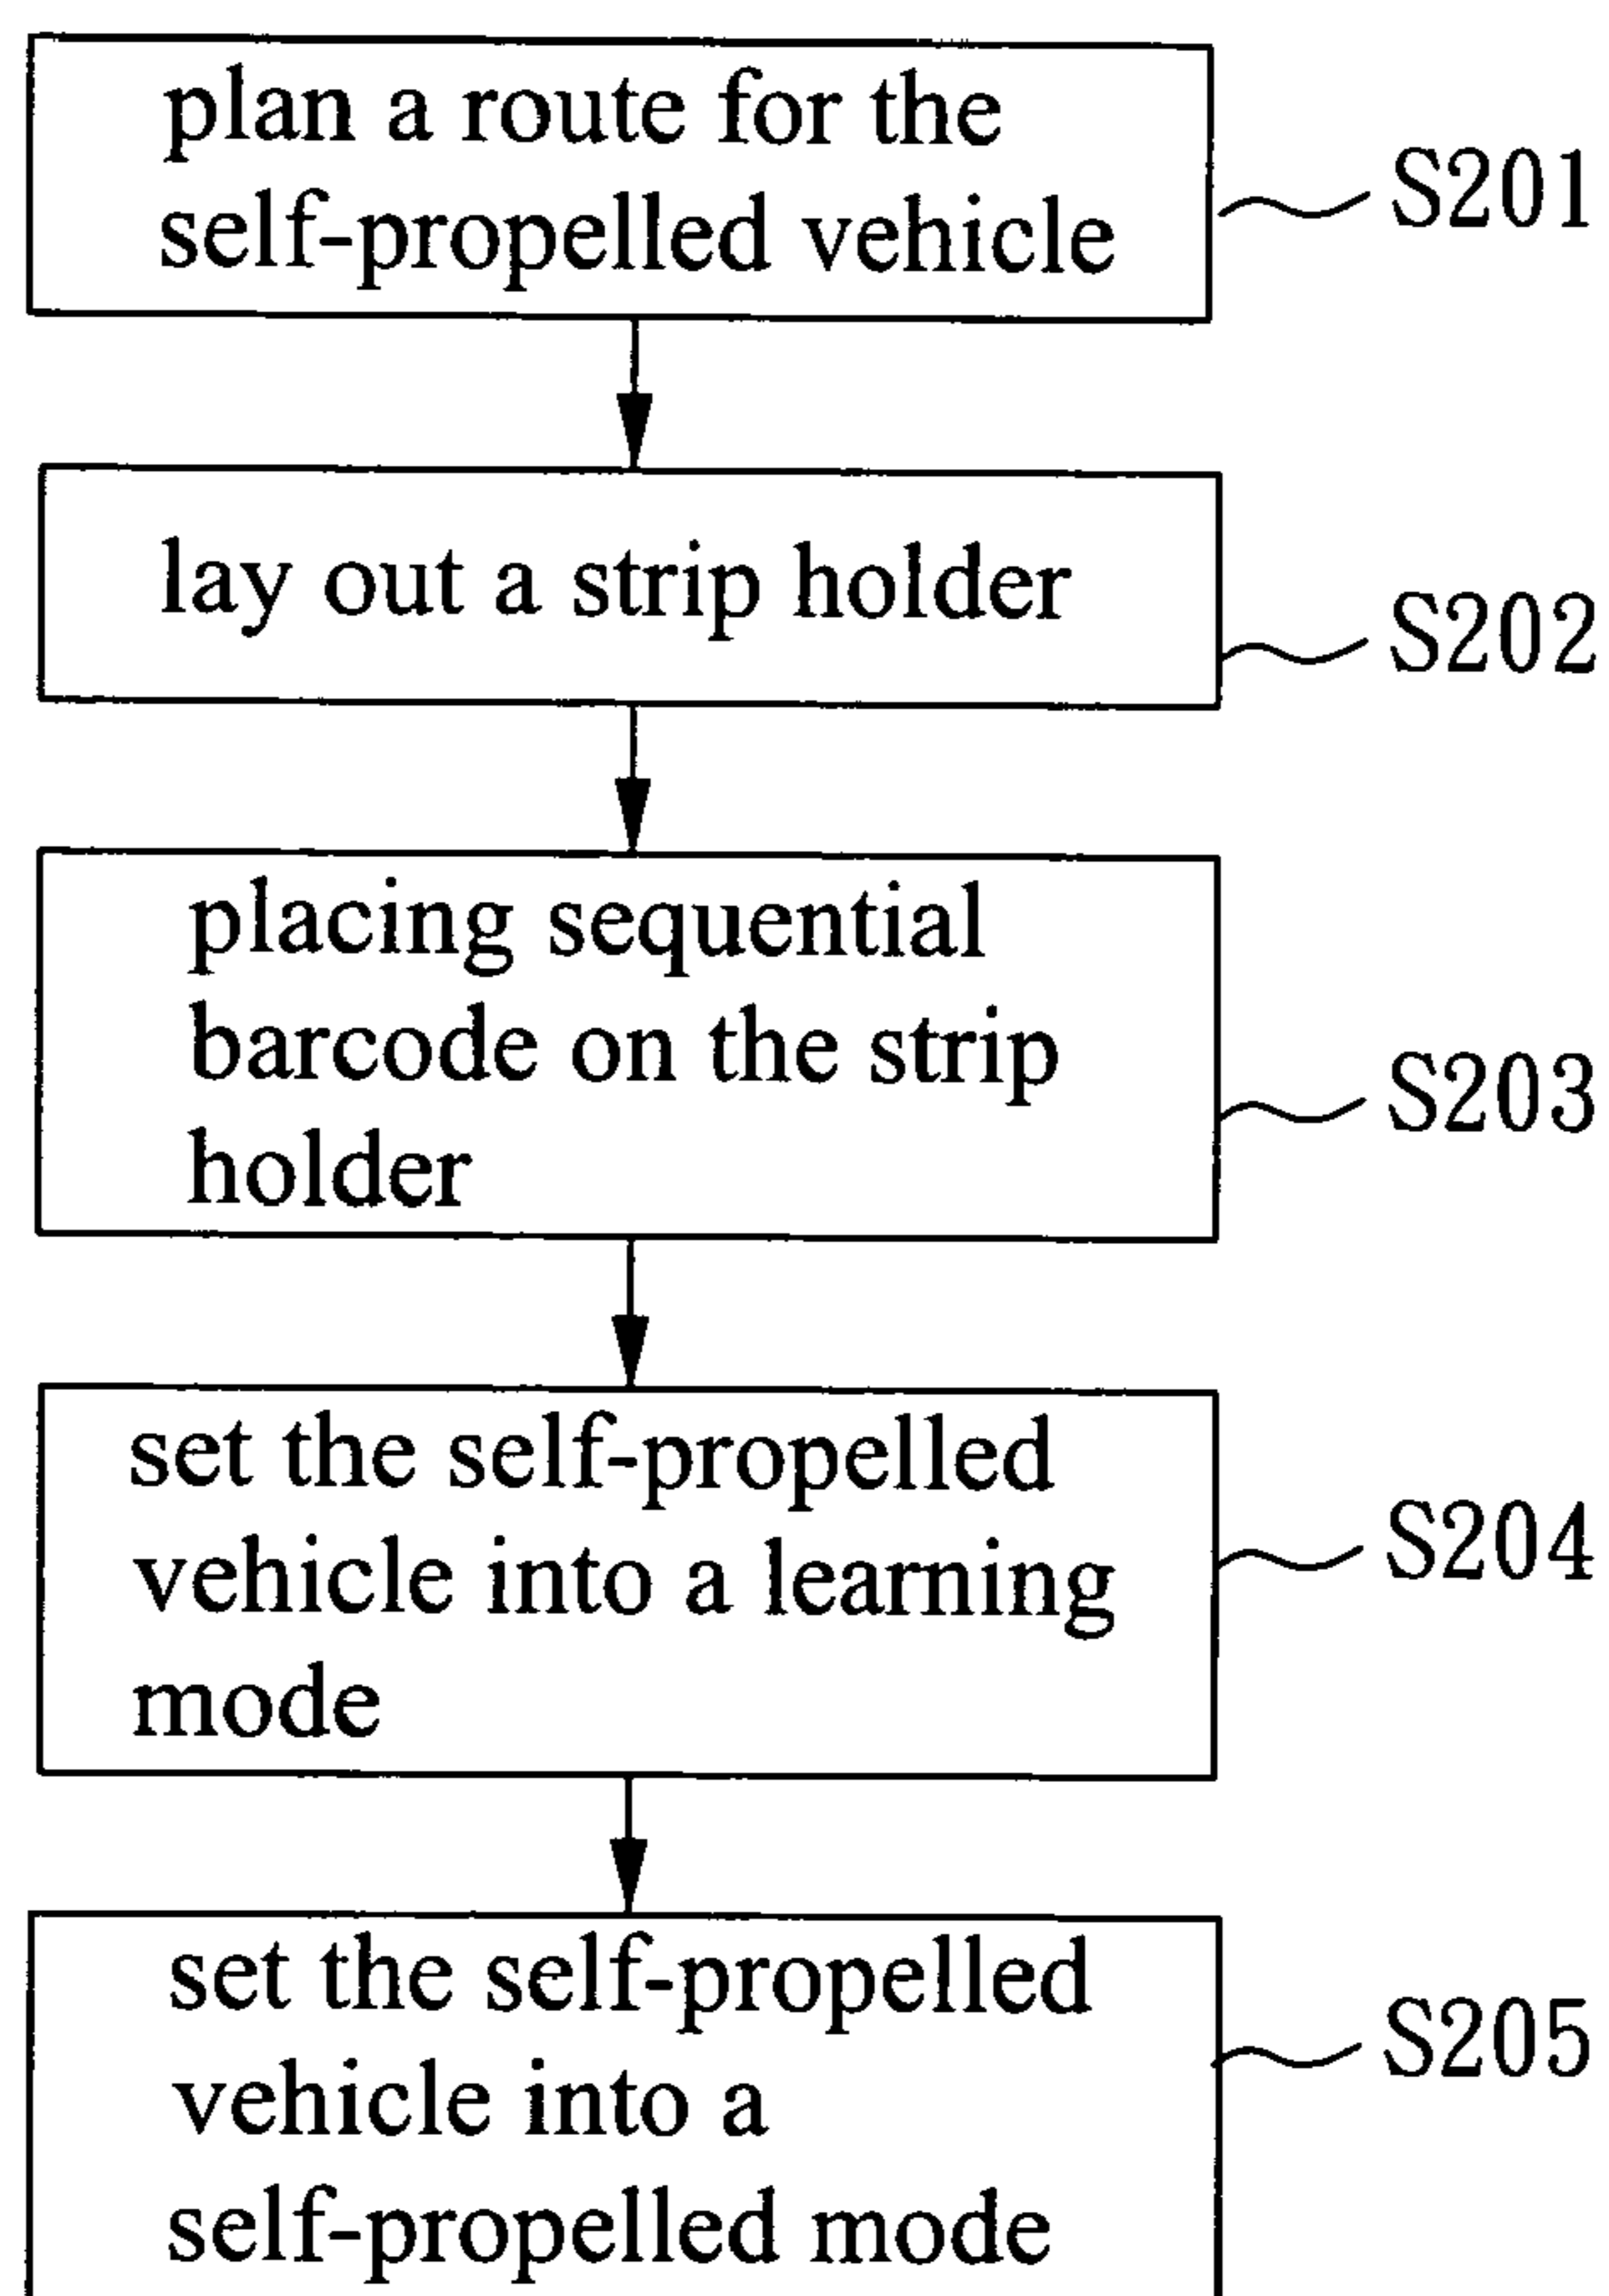 plan a route for the
self-propelled vehicle
S201
lay out a strip holder
S202
placing sequential
barcode on the strip
holder
S203
set the self-propelled
vehicle into a learning
mode
S204
set the self-propelled
vehicle into a
self-propelled mode
S205